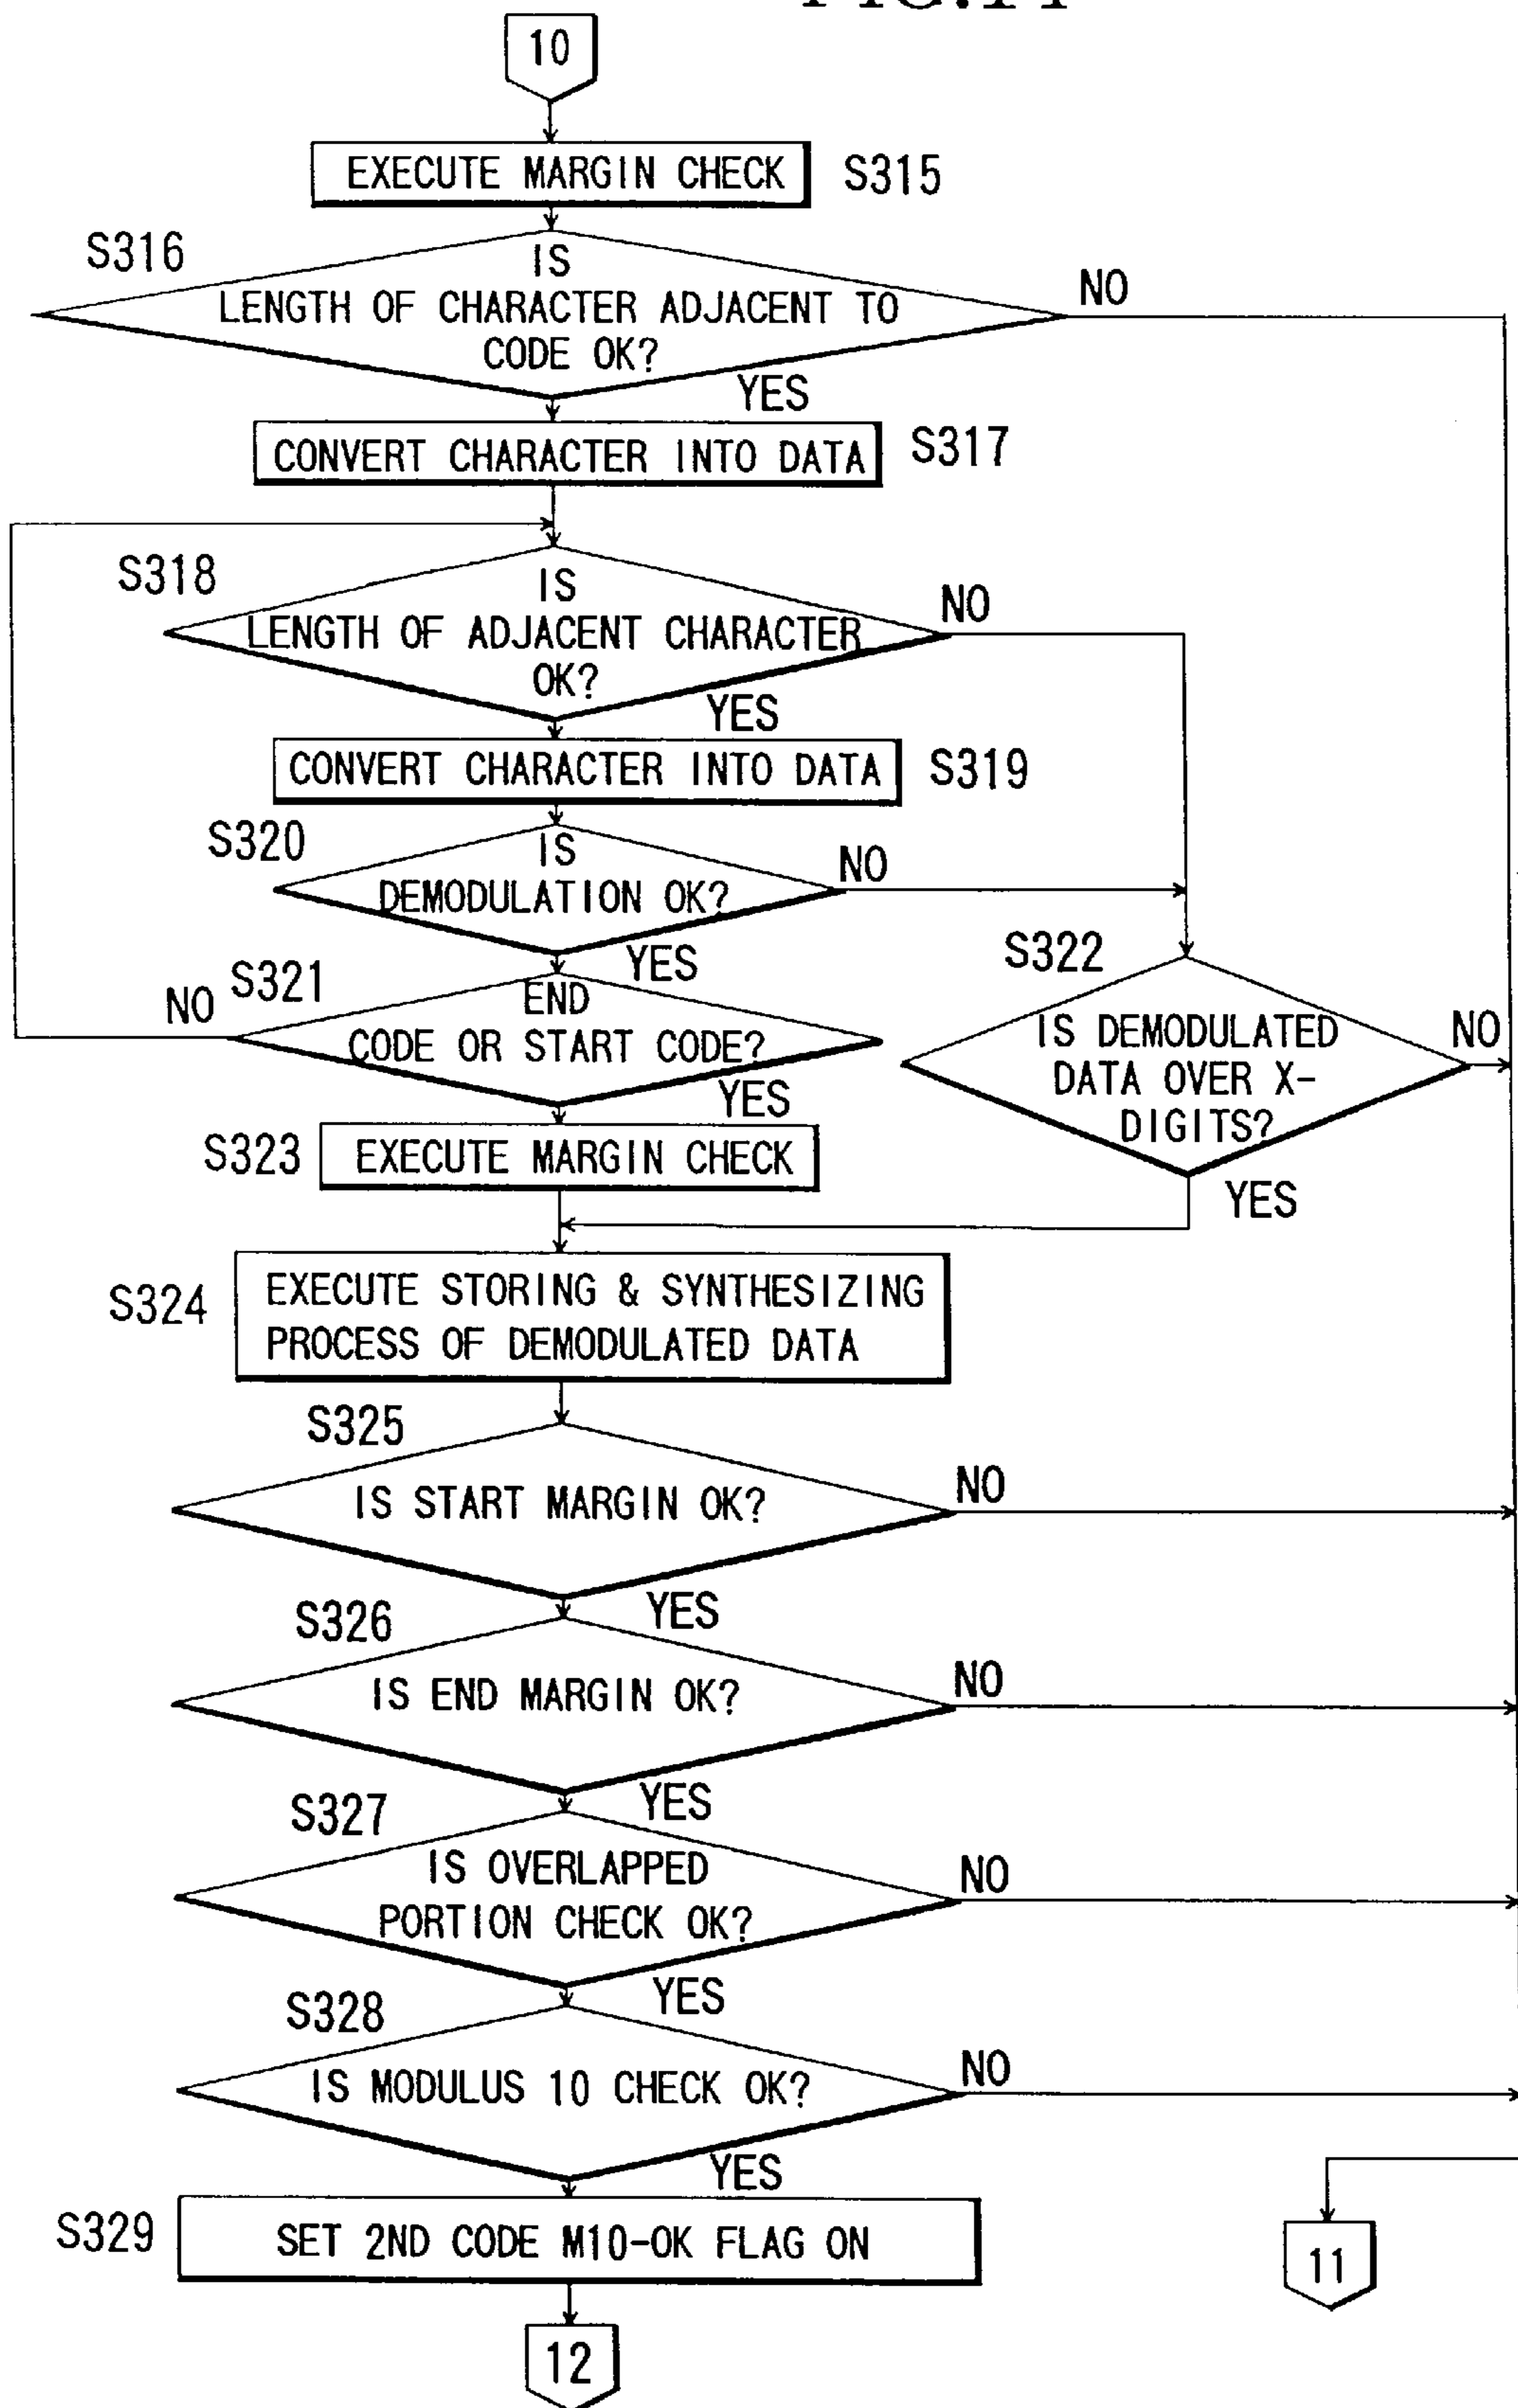 10
EXECUTE MARGIN CHECK S315
S316
IS
LENGTH OF CHARACTER ADJACENT TO
CODE OK?
NO
YES
CONVERT CHARACTER INTO DATA S317
S318
IS
LENGTH OF ADJACENT CHARACTER
OK?
NO
YES
CONVERT CHARACTER INTO DATA S319
S320
IS
DEMODULATION OK?
NO
YES
S321
END
CODE OR START CODE?
NO
YES
S322
IS DEMODULATED
DATA OVER X-
DIGITS?
NO
YES
S323 EXECUTE MARGIN CHECK
S324
EXECUTE STORING & SYNTHESIZING
PROCESS OF DEMODULATED DATA
S325
IS START MARGIN OK?
NO
YES
S326
IS END MARGIN OK?
NO
YES
S327
IS OVERLAPPED
PORTION CHECK OK?
NO
YES
S328
IS MODULUS 10 CHECK OK?
NO
YES
S329 SET 2ND CODE M10-OK FLAG ON
11
12